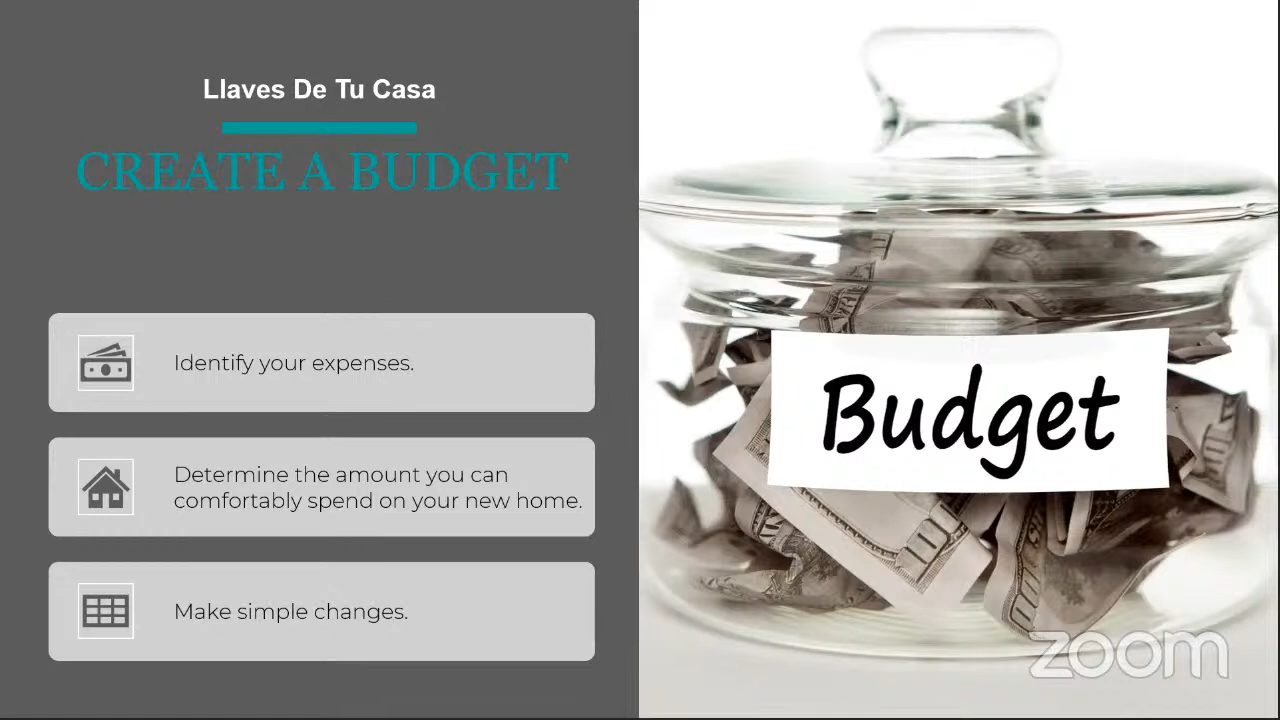 Llaves De Tu Casa
CREATE A BUDGET
Identify your expenses.
Determine the amount you can
comfortably spend on your new home.
Make simple changes.
Budget
zoom